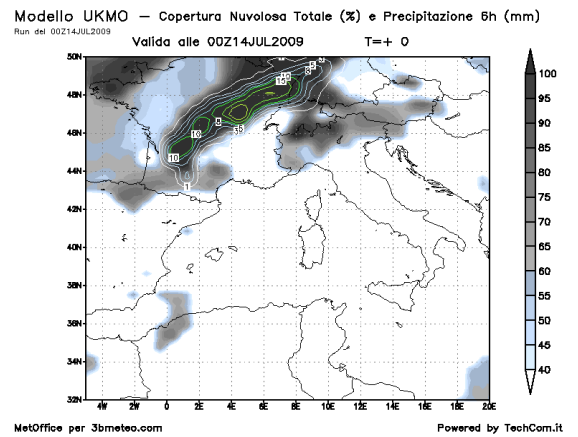 Modello UKMO — Copertura Nuvolosa Totale (%) e Precipitazione 6h (mm)
Run del 00Z14JUL2009
Valida alle 00Z14JUL2009 T=+ 0
50N
48N
46N
44N
42N
40N
38N
36N
34N
32N
4W 2W 0 2E 4E 6E 8E 10E 12E 14E 16E 18E 20E
100
95
90
85
80
75
70
65
60
55
50
45
40
10
10
1
MetOffice per 3bmeteo.com Powered by TechCom.it